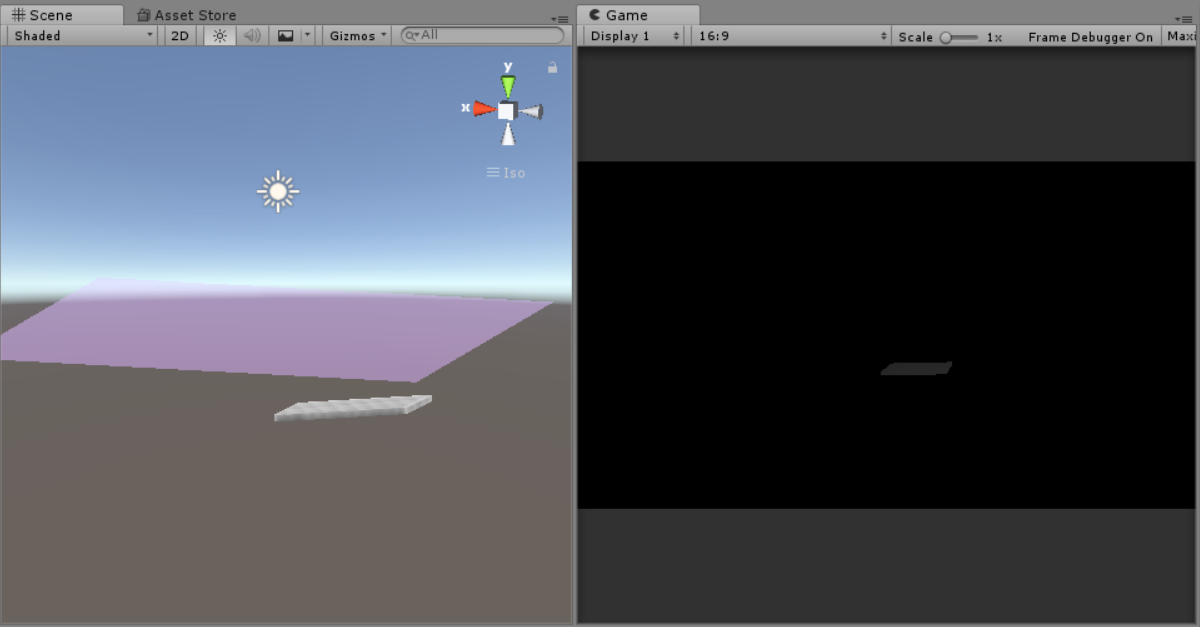 Scene
Asset Store
Shaded
2D
Gizmos
All
y
x
Iso
Game
Display 1
16:9
Scale
1x
Frame Debugger On
Maxi